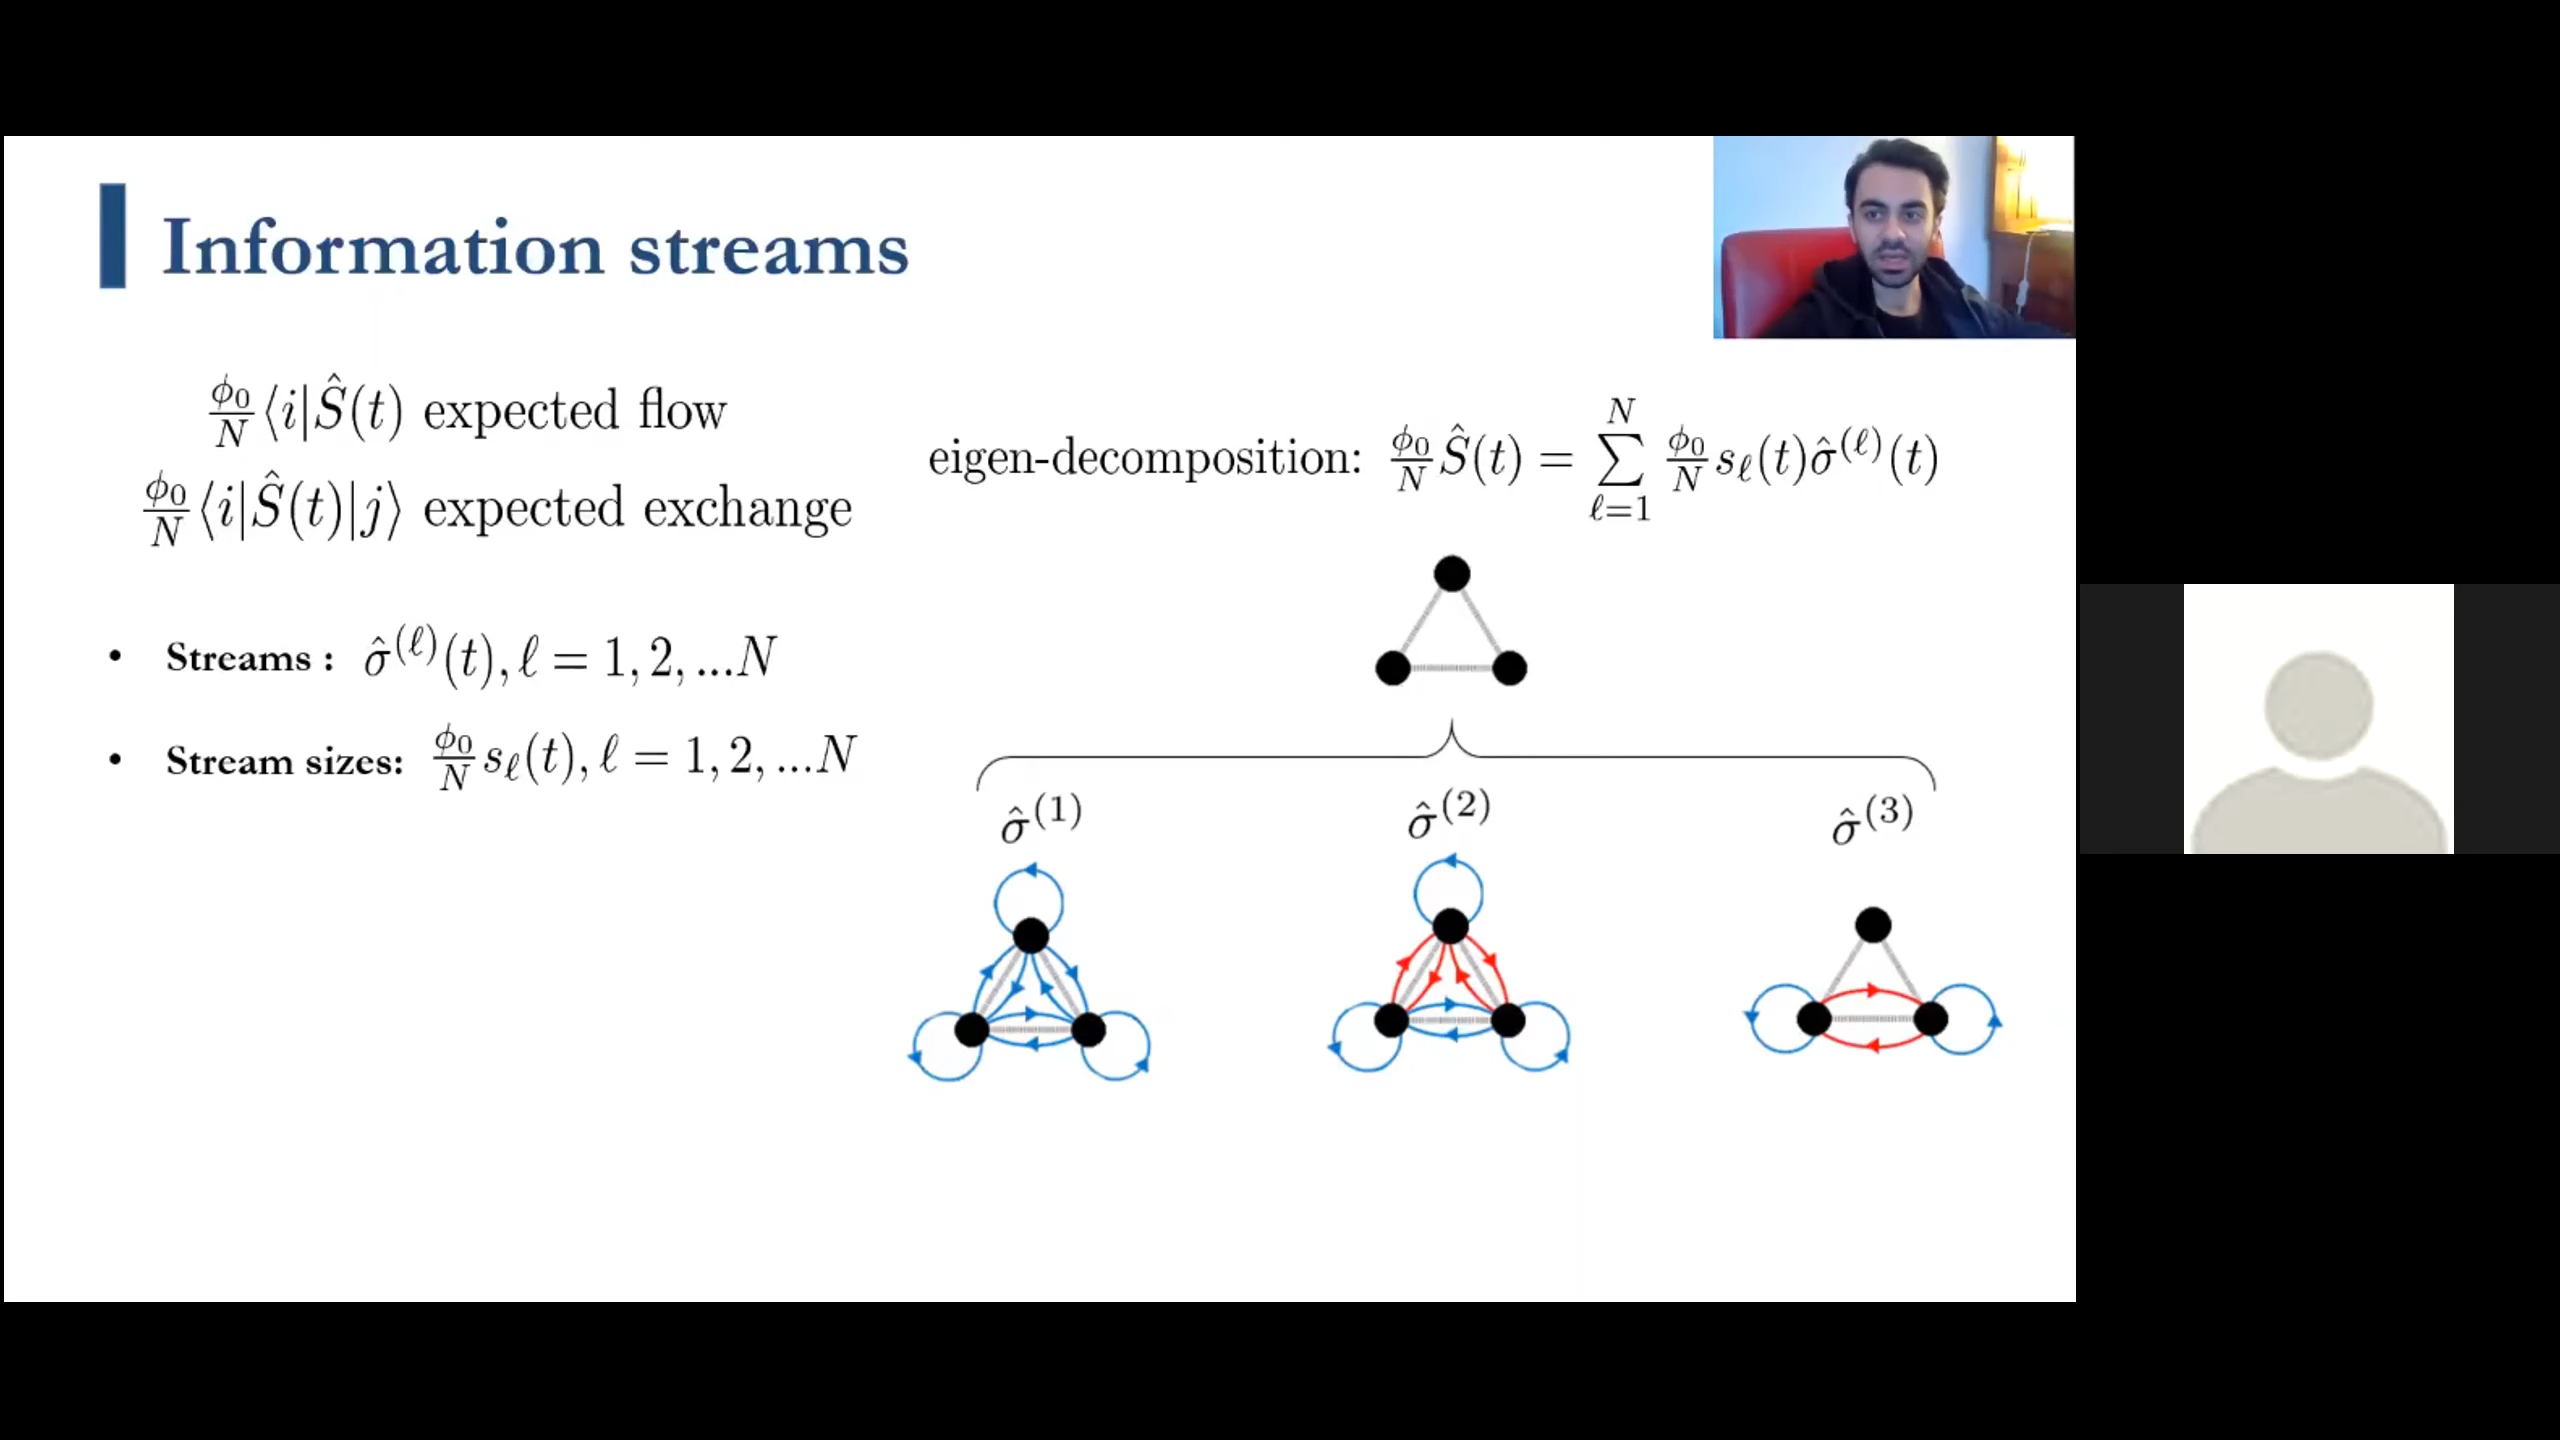 Information streams
ϕ₀/N ⟨i|Ŝ(t) expected flow
ϕ₀/N ⟨i|Ŝ(t)|j⟩ expected exchange
• Streams : σ̂^(ℓ)(t), ℓ = 1, 2, ...N
• Stream sizes: ϕ₀/N s_ℓ(t), ℓ = 1, 2, ...N
eigen-decomposition: ϕ₀/N Ŝ(t) = ∑_{ℓ=1}^{N} ϕ₀/N s_ℓ(t)σ̂^(ℓ)(t)
σ̂^(1) σ̂^(2) σ̂^(3)